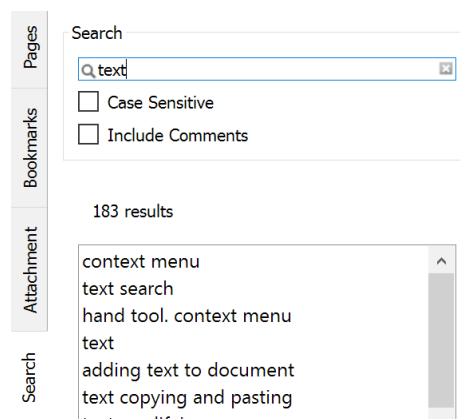 Pages
Bookmarks
Attachment
Search
Search
text
Case Sensitive
Include Comments
183 results
context menu
text search
hand tool. context menu
text
adding text to document
text copying and pasting